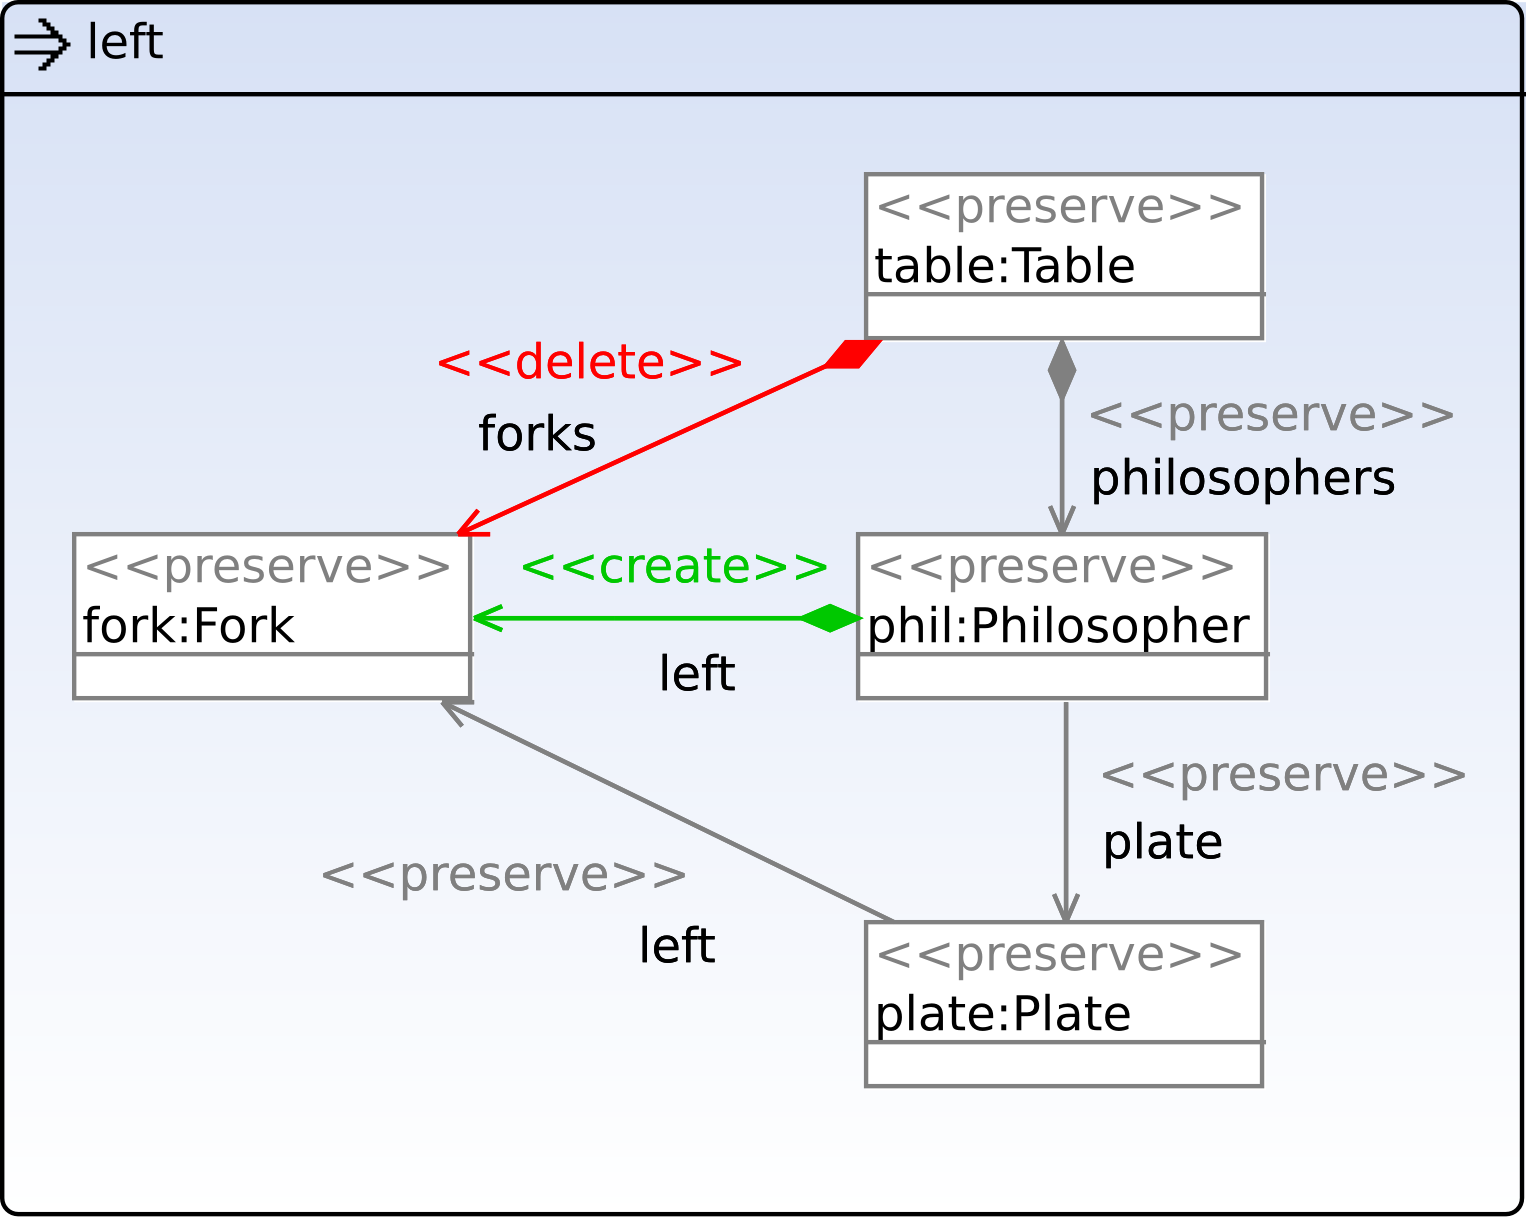 left
<<preserve>>
table:Table
<<delete>>
forks
<<preserve>>
philosophers
<<preserve>>
fork:Fork
<<create>>
left
<<preserve>>
phil:Philosopher
<<preserve>>
plate
<<preserve>>
left
<<preserve>>
plate:Plate